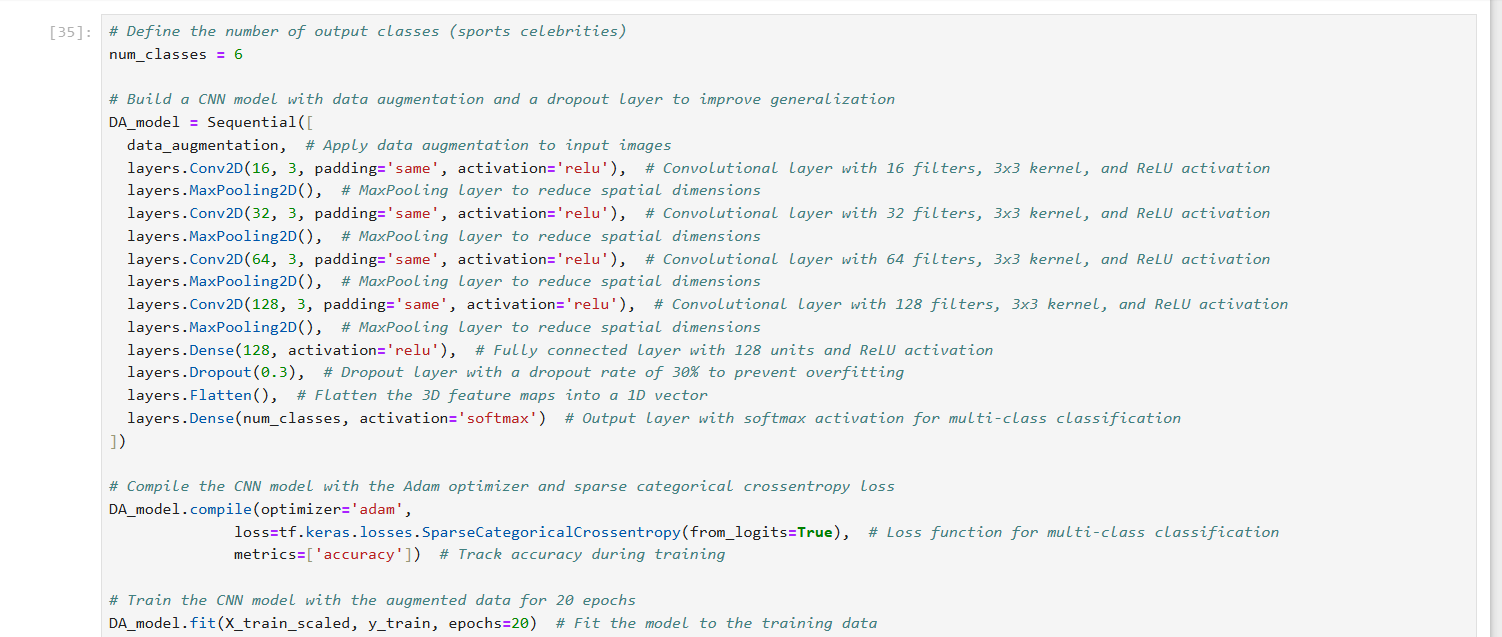 [35]: # Define the number of output classes (sports celebrities)
num_classes = 6
# Build a CNN model with data augmentation and a dropout layer to improve generalization
DA_model = Sequential([
  data_augmentation,  # Apply data augmentation to input images
  layers.Conv2D(16, 3, padding='same', activation='relu'),  # Convolutional layer with 16 filters, 3x3 kernel, and ReLU activation
  layers.MaxPooling2D(),  # MaxPooling layer to reduce spatial dimensions
  layers.Conv2D(32, 3, padding='same', activation='relu'),  # Convolutional layer with 32 filters, 3x3 kernel, and ReLU activation
  layers.MaxPooling2D(),  # MaxPooling layer to reduce spatial dimensions
  layers.Conv2D(64, 3, padding='same', activation='relu'),  # Convolutional layer with 64 filters, 3x3 kernel, and ReLU activation
  layers.MaxPooling2D(),  # MaxPooling layer to reduce spatial dimensions
  layers.Conv2D(128, 3, padding='same', activation='relu'),  # Convolutional layer with 128 filters, 3x3 kernel, and ReLU activation
  layers.MaxPooling2D(),  # MaxPooling layer to reduce spatial dimensions
  layers.Dense(128, activation='relu'),  # Fully connected layer with 128 units and ReLU activation
  layers.Dropout(0.3),  # Dropout layer with a dropout rate of 30% to prevent overfitting
  layers.Flatten(),  # Flatten the 3D feature maps into a 1D vector
  layers.Dense(num_classes, activation='softmax')  # Output layer with softmax activation for multi-class classification
])
# Compile the CNN model with the Adam optimizer and sparse categorical crossentropy loss
DA_model.compile(optimizer='adam',
              loss=tf.keras.losses.SparseCategoricalCrossentropy(from_logits=True),  # Loss function for multi-class classification
              metrics=['accuracy'])  # Track accuracy during training
# Train the CNN model with the augmented data for 20 epochs
DA_model.fit(X_train_scaled, y_train, epochs=20)  # Fit the model to the training data